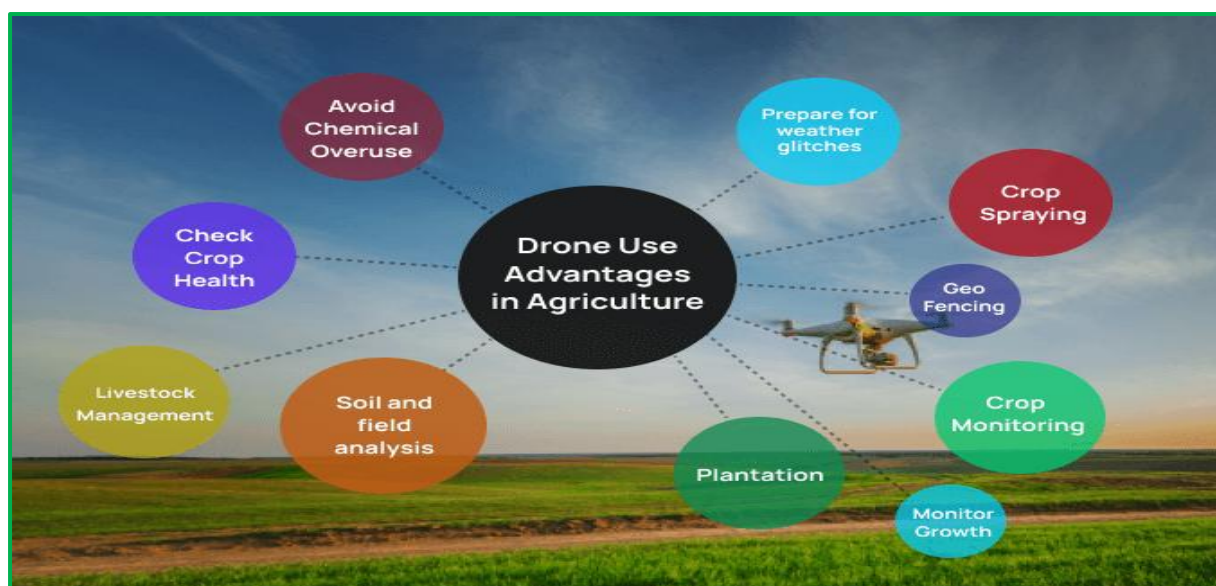 Avoid
Chemical
Overuse
Prepare for
weather
glitches
Crop
Spraying
Check
Crop
Health
Drone Use
Advantages
in Agriculture
Geo
Fencing
Livestock
Management
Soil and
field
analysis
Crop
Monitoring
Plantation
Monitor
Growth